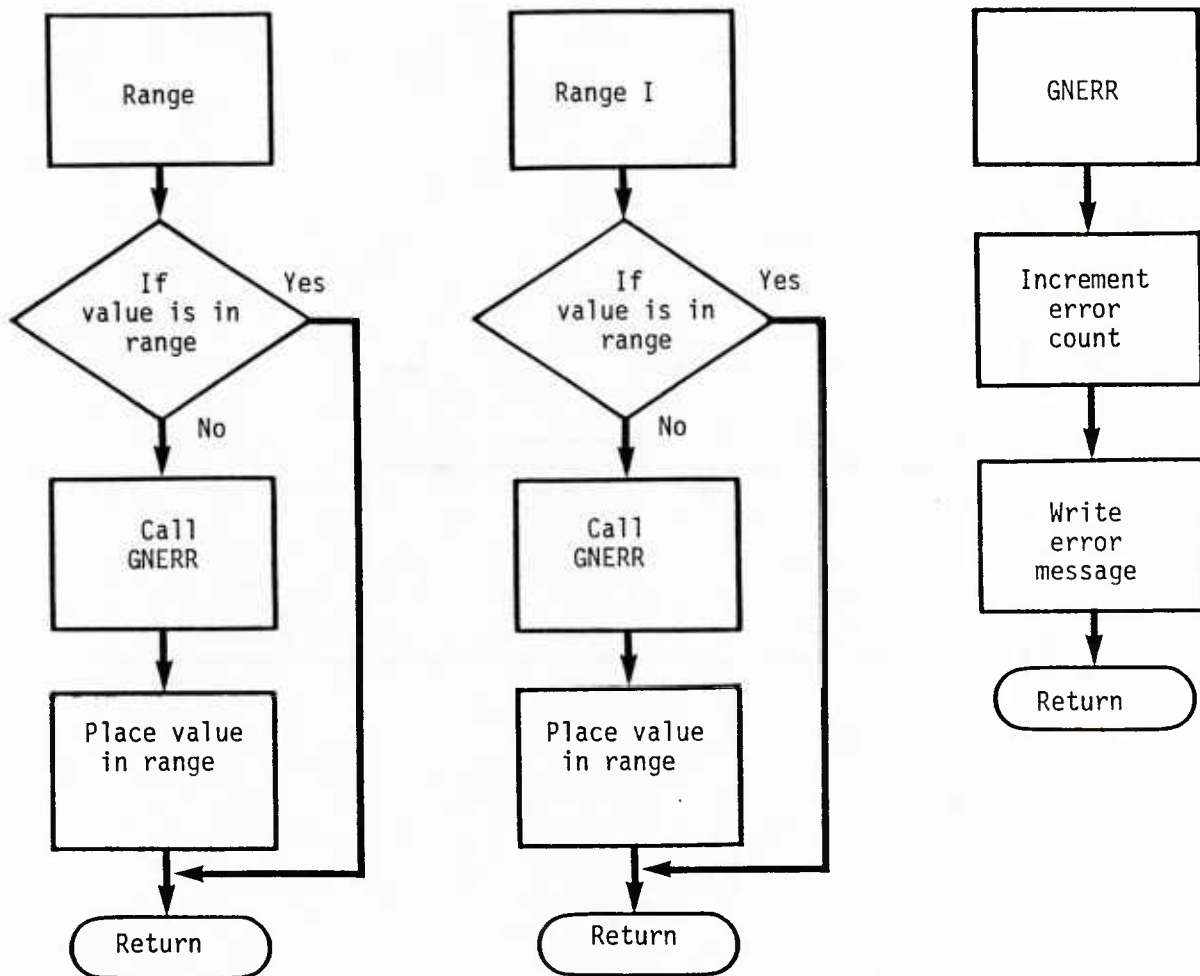 Range
If
value is in
range
Yes
No
Call
GNERR
Place value
in range
Return
Range I
If
value is in
range
Yes
No
Call
GNERR
Place value
in range
Return
GNERR
Increment
error
count
Write
error
message
Return